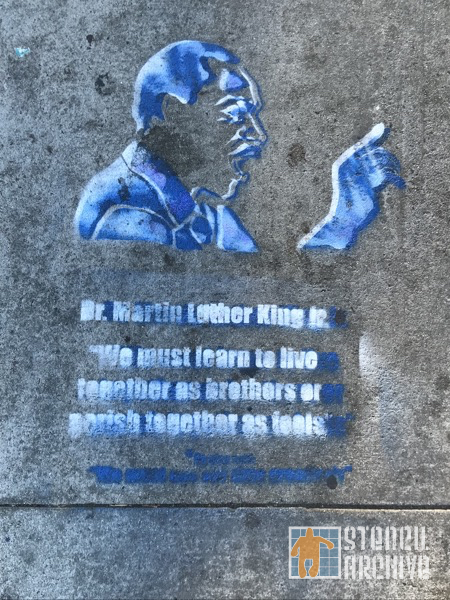 Dr. Martin Luther King Jr.
"We must learn to live
together as brothers or
perish together as fools"
STENCIL
ARCHIVE